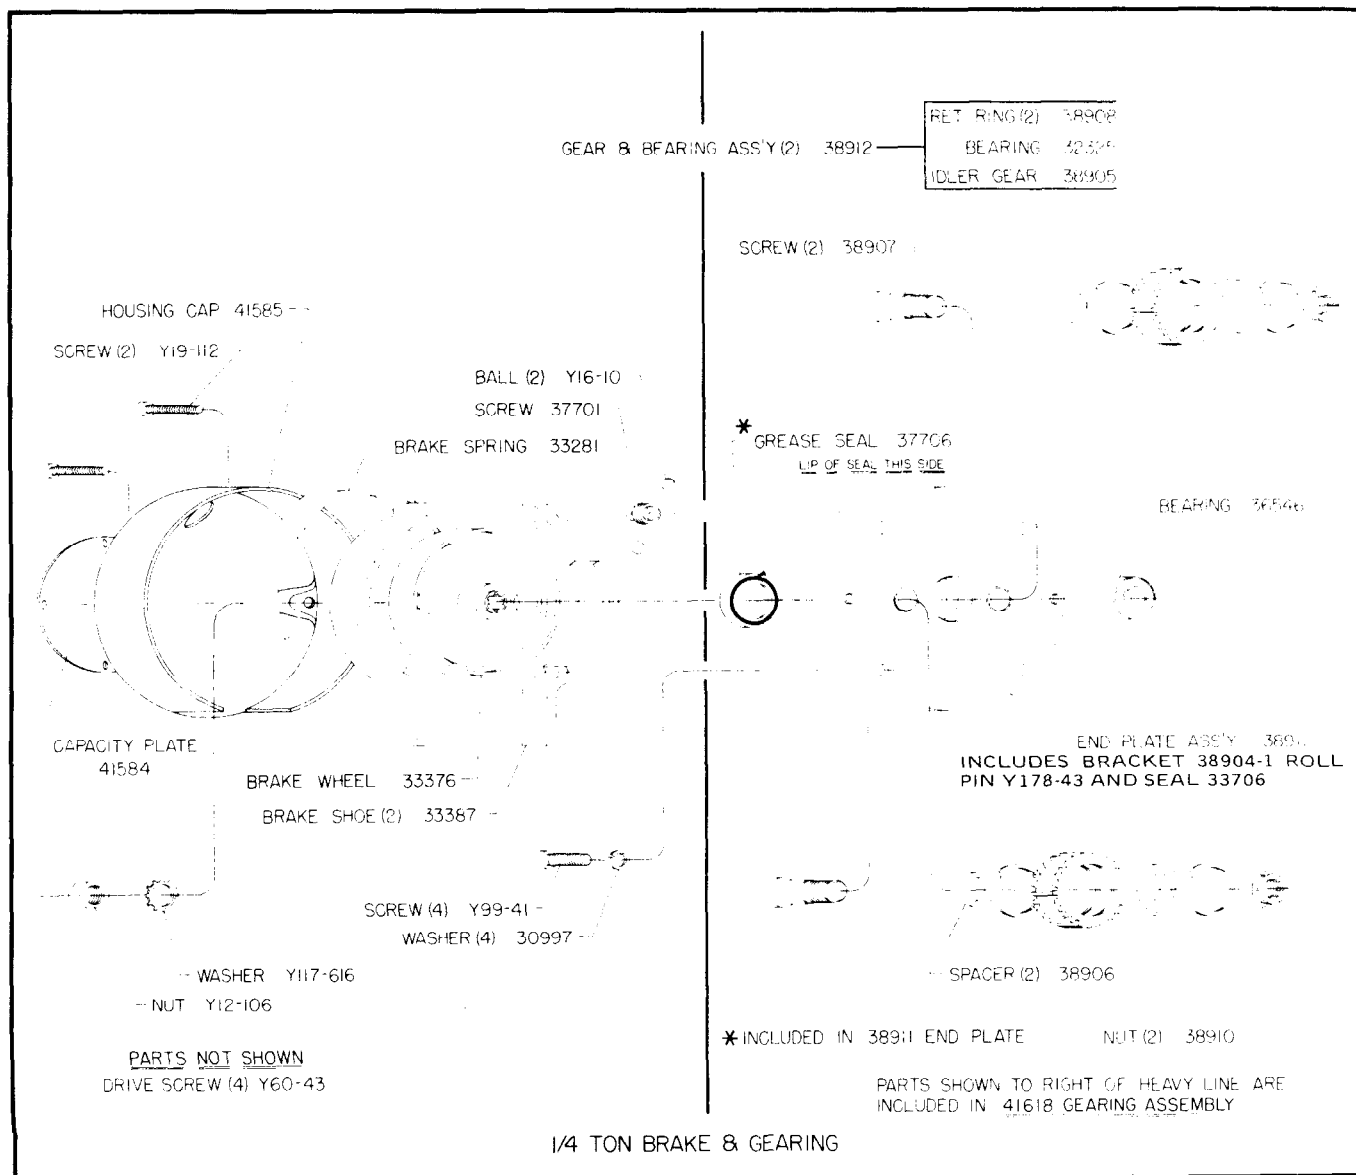 RET RING(2) 38908
GEAR & BEARING ASS'Y(2) 38912
BEARING 32325
IDLER GEAR 38905
SCREW(2) 38907
HOUSING CAP 41585
SCREW(2) Y19-112
BALL(2) Y16-10
SCREW 37701
BRAKE SPRING 33281
* GREASE SEAL 37706
LIP OF SEAL THIS SIDE
BEARING 36546
CAPACITY PLATE
41584
BRAKE WHEEL 33376
BRAKE SHOE(2) 33387
END PLATE ASS'Y
INCLUDES BRACKET 38904-1 ROLL
PIN Y178-43 AND SEAL 33706
SCREW(4) Y99-41
WASHER(4) 30997
WASHER Y117-616
NUT Y12-106
SPACER(2) 38906
* INCLUDED IN 38911 END PLATE
NUT(2) 38910
PARTS NOT SHOWN
DRIVE SCREW(4) Y60-43
PARTS SHOWN TO RIGHT OF HEAVY LINE ARE
INCLUDED IN 41618 GEARING ASSEMBLY
1/4 TON BRAKE & GEARING